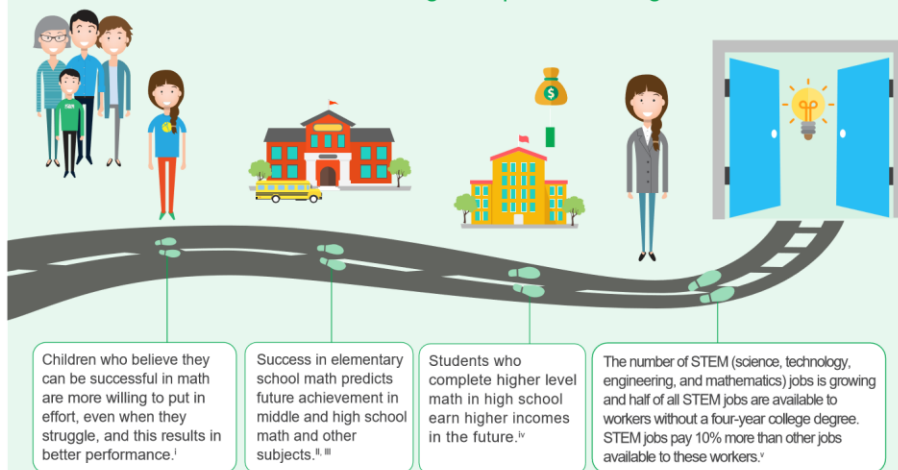 Children who believe they
can be successful in math
are more willing to put in
effort, even when they
struggle, and this results in
better performance.ⁱ
Success in elementary
school math predicts
future achievement in
middle and high school
math and other
subjects.ⁱⁱ, ⁱⁱⁱ
Students who
complete higher level
math in high school
earn higher incomes
in the future.ⁱᵛ
The number of STEM (science, technology,
engineering, and mathematics) jobs is growing
and half of all STEM jobs are available to
workers without a four-year college degree.
STEM jobs pay 10% more than other jobs
available to these workers.ᵛ